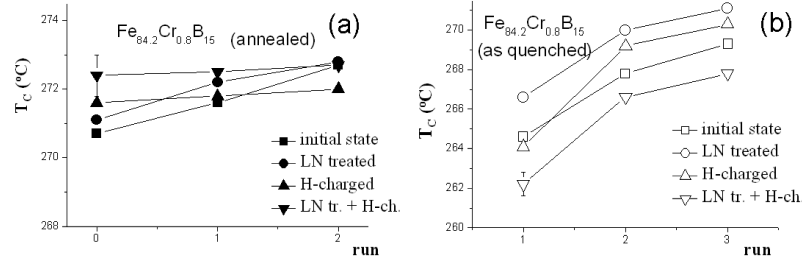 (a)
Fe84.2Cr0.8B15 (annealed)
TC (ºC)
274
272
270
268
initial state
LN treated
H-charged
LN tr. + H-ch.
0 1 2
run
(b)
Fe84.2Cr0.8B15
(as quenched)
TC (ºC)
270
268
266
264
262
260
initial state
LN treated
H-charged
LN tr. + H-ch.
1 2 3
run